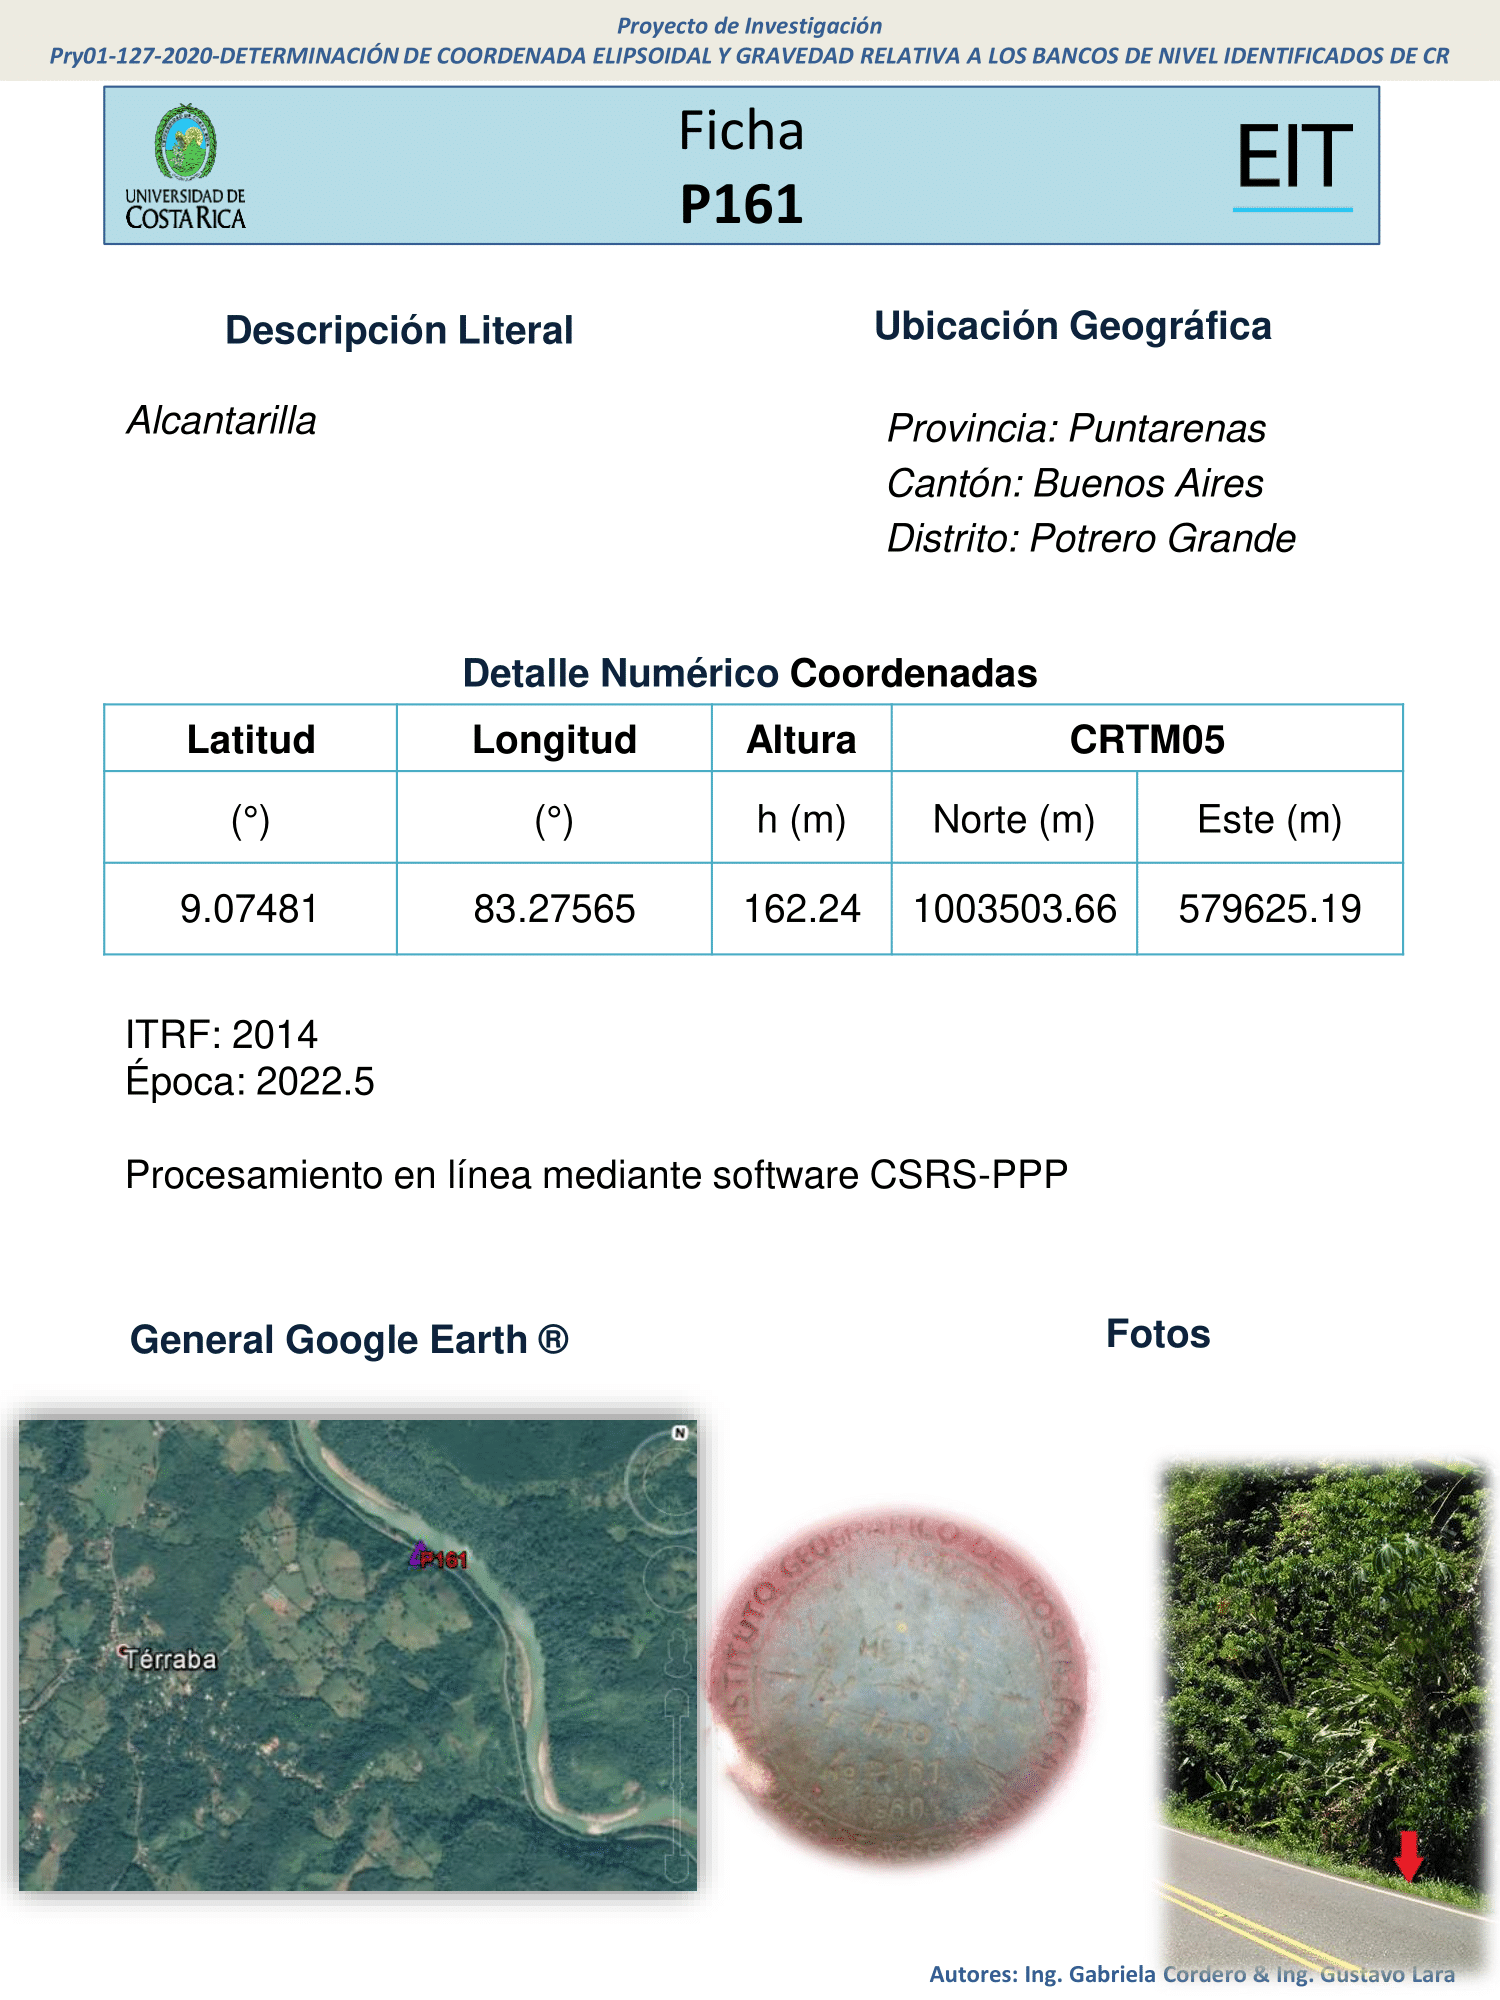 Proyecto de Investigación
Pry01-127-2020-DETERMINACIÓN DE COORDENADA ELIPSOIDAL Y GRAVEDAD RELATIVA A LOS BANCOS DE NIVEL IDENTIFICADOS DE CR
UNIVERSIDAD DE
COSTA RICA
Ficha
P161
EIT
Descripción Literal
Alcantarilla
Ubicación Geográfica
Provincia: Puntarenas
Cantón: Buenos Aires
Distrito: Potrero Grande
Detalle Numérico Coordenadas
Latitud Longitud Altura CRTM05
(°) (°) h (m) Norte (m) Este (m)
9.07481 83.27565 162.24 1003503.66 579625.19
ITRF: 2014
Época: 2022.5
Procesamiento en línea mediante software CSRS-PPP
General Google Earth ®
Fotos
N
P161
Térraba
INSTITUTO GEOGRAFICO DE COSTA RICA
P161
1960
Autores: Ing. Gabriela Cordero & Ing. Gustavo Lara